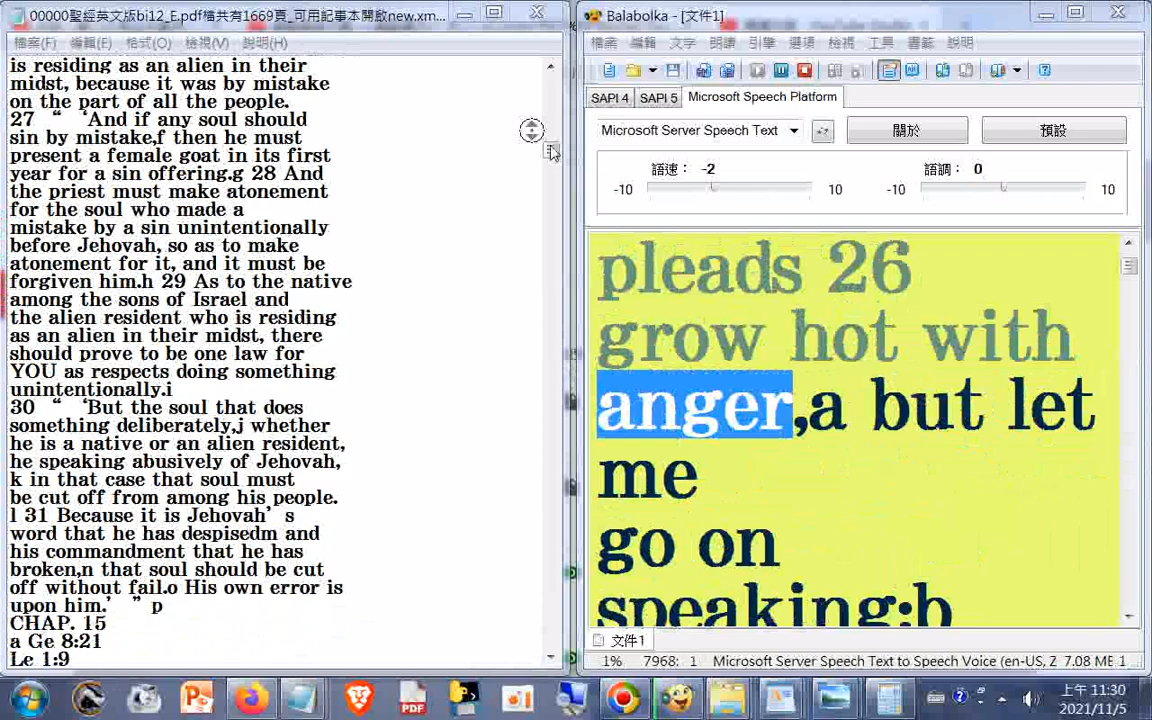 00000聖經英文版bi12_E.pdf檔共有1669頁_可用記事本開啟new.xm...
檔案(F) 編輯(E) 格式(O) 檢視(V) 說明(H)
is residing as an alien in their
midst, because it was by mistake
on the part of all the people.
27 “ ‘And if any soul should
sin by mistake,f then he must
present a female goat in its first
year for a sin offering.g 28 And
the priest must make atonement
for the soul who made a
mistake by a sin unintentionally
before Jehovah, so as to make
atonement for it, and it must be
forgiven him.h 29 As to the native
among the sons of Israel and
the alien resident who is residing
as an alien in their midst, there
should prove to be one law for
YOU as respects doing something
unintentionally.i
30 “ ‘But the soul that does
something deliberately,j whether
he is a native or an alien resident,
he speaking abusively of Jehovah,
k in that case that soul must
be cut off from among his people.
l 31 Because it is Jehovah’s
word that he has despisedm and
his commandment that he has
broken,n that soul should be cut
off without fail.o His own error is
upon him.’ ” p
CHAP. 15
a Ge 8:21
Le 1:9
Balabolka - [文件1]
檔案 編輯 文字 朗讀 引擎 選項 檢視 工具 書籤 說明
SAPI 4 SAPI 5 Microsoft Speech Platform
Microsoft Server Speech Text 關於 預設
語速： -2 語調： 0
-10 10 -10 10
pleads 26
grow hot with
anger,a but let
me
go on
speaking:b
文件1
1% 7968: 1 Microsoft Server Speech Text to Speech Voice (en-US, Z 7.08 ME 1
PDF
上午 11:30
2021/11/5